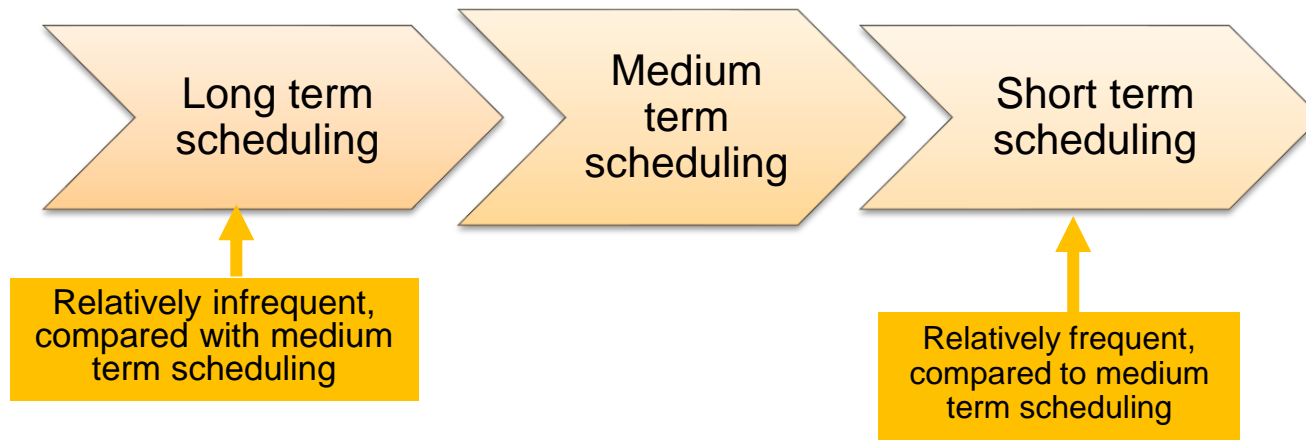 Long term
scheduling
Medium
term
scheduling
Short term
scheduling
Relatively infrequent,
compared with medium
term scheduling
Relatively frequent,
compared to medium
term scheduling